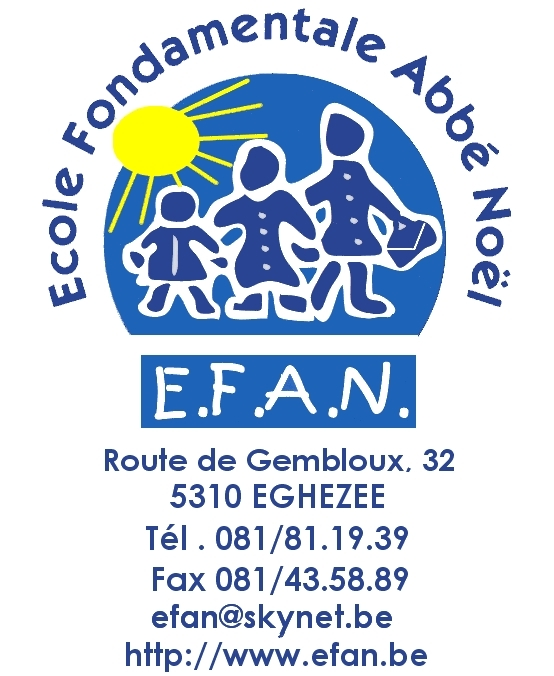 Ecole Fondamentale Abbé Noël
E.F.A.N.
Route de Gembloux, 32
5310 EGHEZEE
Tél . 081/81.19.39
Fax 081/43.58.89
efan@skynet.be
http://www.efan.be